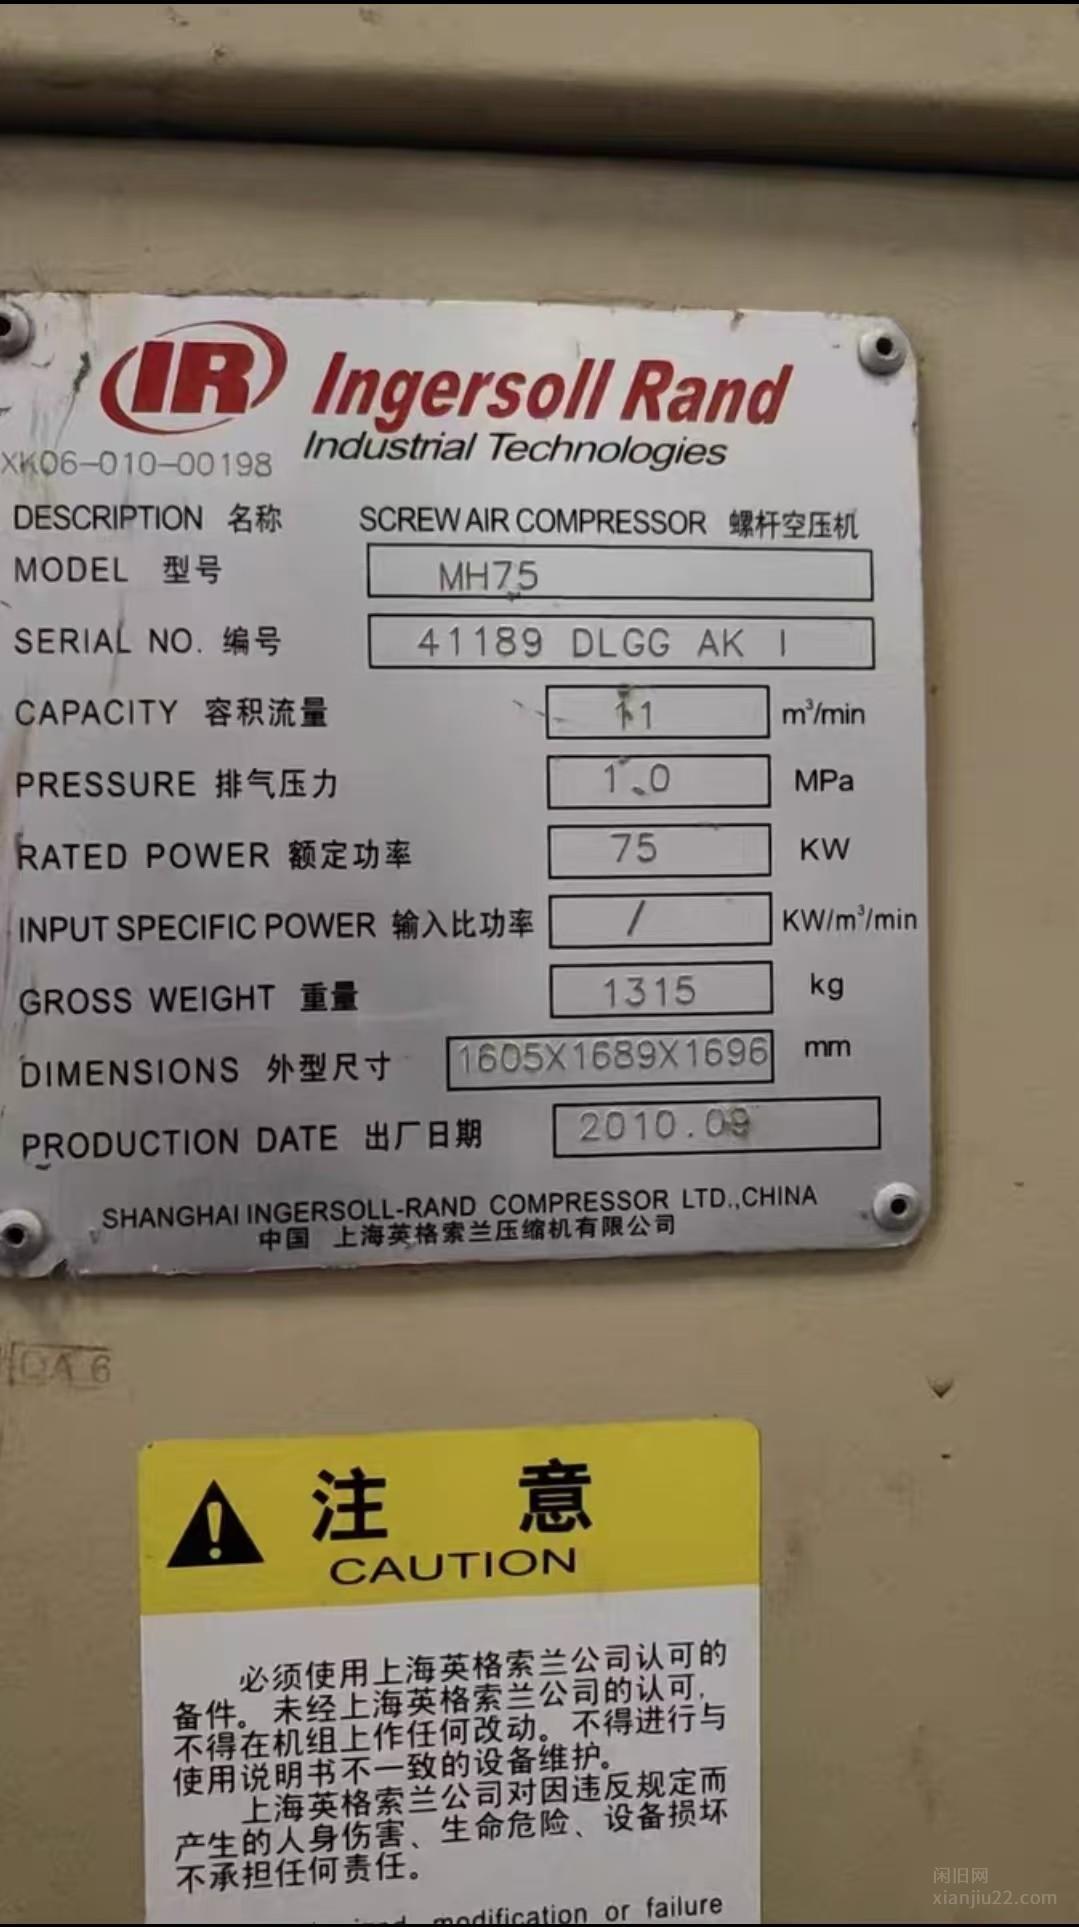 IR Ingersoll Rand
Industrial Technologies
XK06-010-00198
DESCRIPTION 名称 SCREW AIR COMPRESSOR 螺杆空压机
MODEL 型号 MH75
SERIAL NO. 编号 41189 DLGG AK I
CAPACITY 容积流量 11 m³/min
PRESSURE 排气压力 1.0 MPa
RATED POWER 额定功率 75 KW
INPUT SPECIFIC POWER 输入比功率 / KW/m³/min
GROSS WEIGHT 重量 1315 kg
DIMENSIONS 外型尺寸 1605X1689X1696 mm
PRODUCTION DATE 出厂日期 2010.09
SHANGHAI INGERSOLL-RAND COMPRESSOR LTD.,CHINA
中国 上海英格索兰压缩机有限公司
注 意
CAUTION
必须使用上海英格索兰公司认可的
备件。未经上海英格索兰公司的认可,
不得在机组上作任何改动。不得进行与
使用说明书不一致的设备维护。
上海英格索兰公司对因违反规定而
产生的人身伤害、生命危险、设备损坏
不承担任何责任。
modification or failure
闲旧网
xianjiu22.com